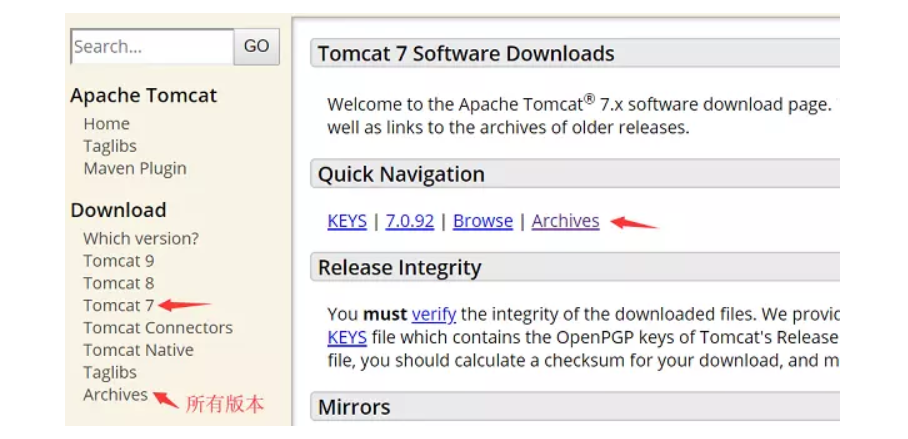 Search...
GO
Apache Tomcat
Home
Taglibs
Maven Plugin
Download
Which version?
Tomcat 9
Tomcat 8
Tomcat 7
Tomcat Connectors
Tomcat Native
Taglibs
Archives
所有版本
Tomcat 7 Software Downloads
Welcome to the Apache Tomcat® 7.x software download page.
well as links to the archives of older releases.
Quick Navigation
KEYS | 7.0.92 | Browse | Archives
Release Integrity
You must verify the integrity of the downloaded files. We provid
KEYS file which contains the OpenPGP keys of Tomcat's Release
file, you should calculate a checksum for your download, and m
Mirrors